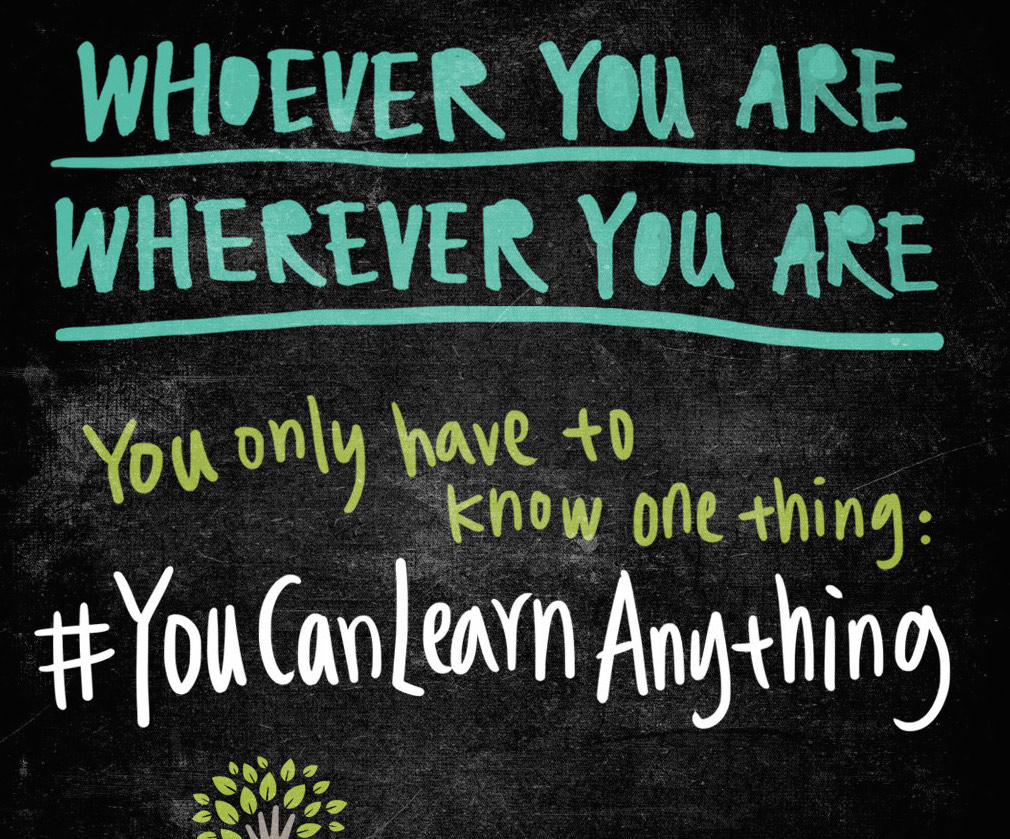 WHOEVER YOU ARE
WHEREVER YOU ARE
You only have to
know one thing:
#YouCanLearnAnything